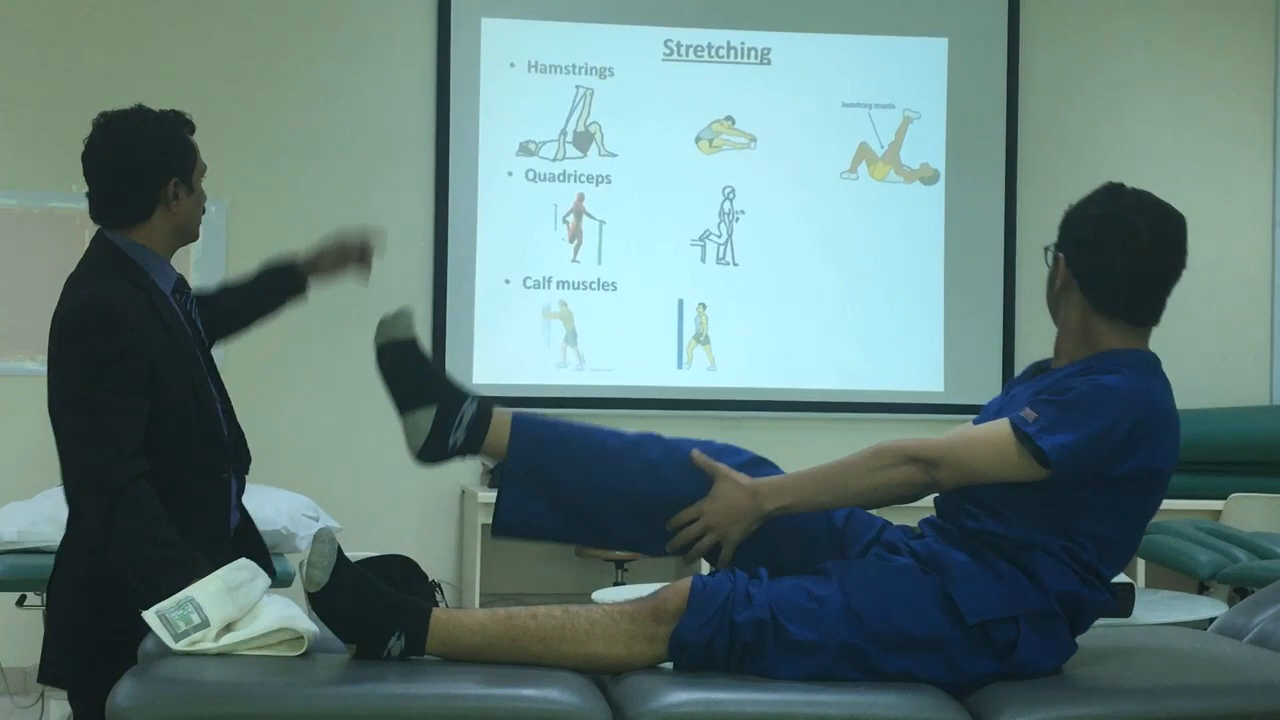 Stretching
• Hamstrings
hamstring muscle
• Quadriceps
• Calf muscles